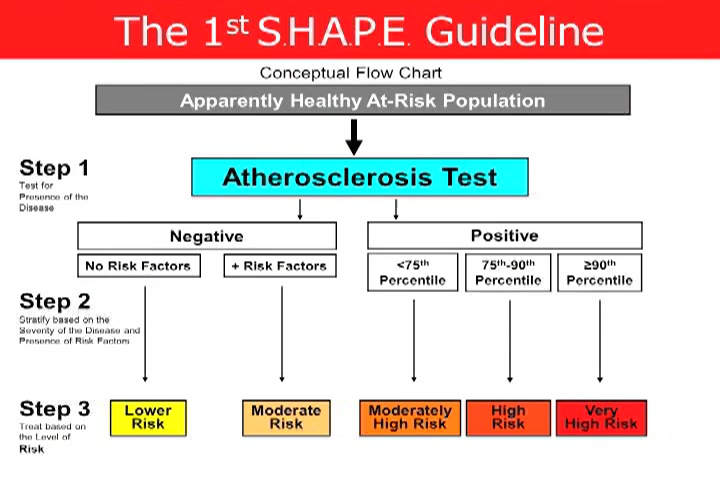 The 1st S.H.A.P.E. Guideline
Conceptual Flow Chart
Apparently Healthy At-Risk Population
Step 1
Test for
Presence of the
Disease
Atherosclerosis Test
Negative
Positive
No Risk Factors
+ Risk Factors
<75th
Percentile
75th-90th
Percentile
≥90th
Percentile
Step 2
Stratify based on the
Severity of the Disease and
Presence of Risk Factors
Step 3
Treat based on
the Level of
Risk
Lower
Risk
Moderate
Risk
Moderately
High Risk
High
Risk
Very
High Risk